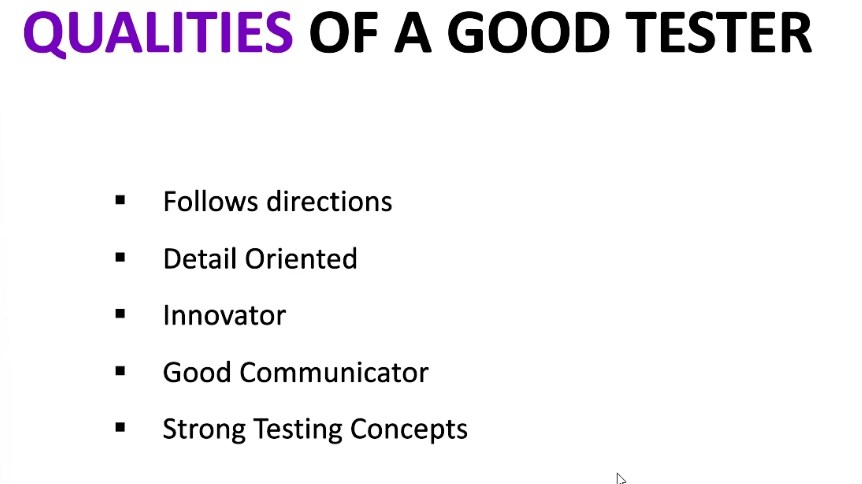 QUALITIES OF A GOOD TESTER
▪ Follows directions
▪ Detail Oriented
▪ Innovator
▪ Good Communicator
▪ Strong Testing Concepts